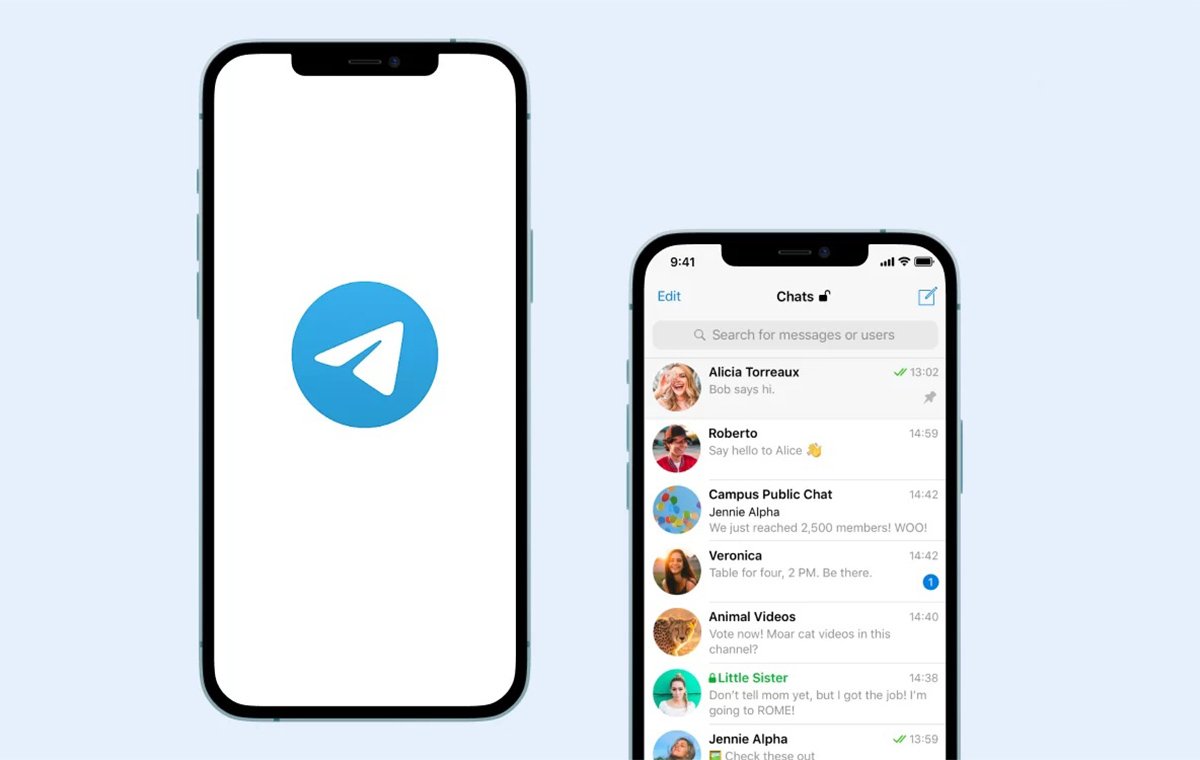 9:41
Edit
Chats
Search for messages or users
Alicia Torreaux
13:02
Bob says hi.
Roberto
14:59
Say hello to Alice 👋
Campus Public Chat
14:42
Jennie Alpha
We just reached 2,500 members! WOO!
Veronica
14:42
Table for four, 2 PM. Be there.
1
Animal Videos
14:40
Vote now! Moar cat videos in this
channel?
Little Sister
14:38
Don't tell mom yet, but I got the job! I'm
going to ROME!
Jennie Alpha
13:59
Check these out